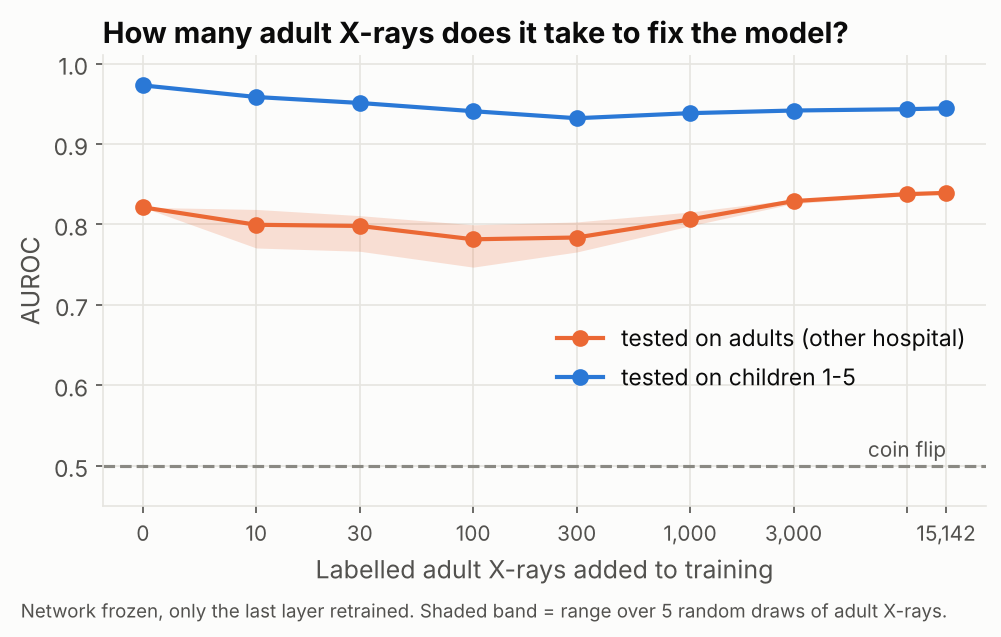 How many adult X-rays does it take to fix the model?
1.0
0.9
0.8
0.7
0.6
0.5
AUROC
tested on adults (other hospital)
tested on children 1-5
coin flip
0 10 30 100 300 1,000 3,000 15,142
Labelled adult X-rays added to training
Network frozen, only the last layer retrained. Shaded band = range over 5 random draws of adult X-rays.